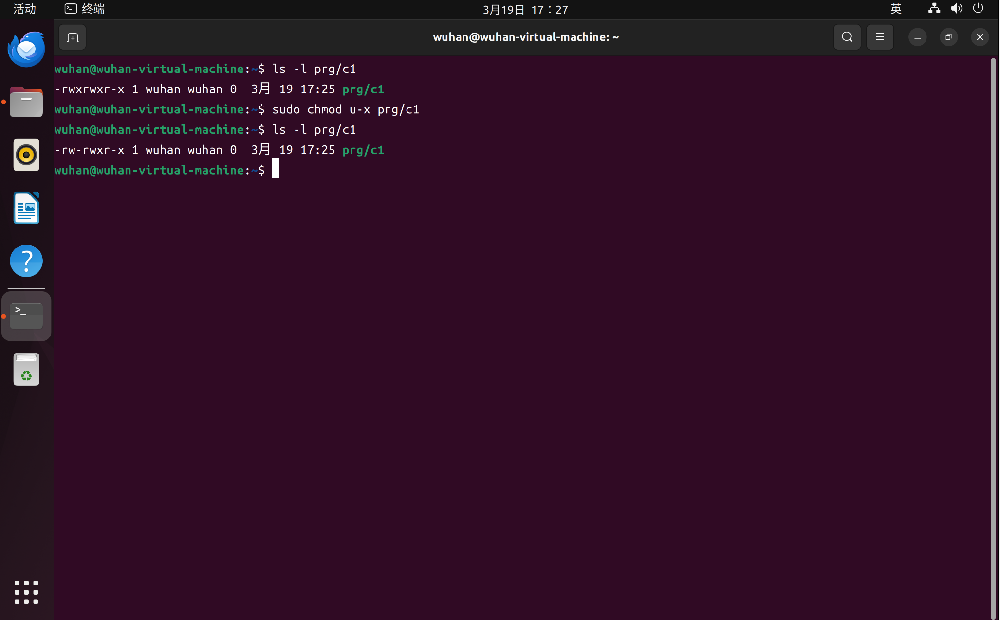 活动
终端
3月19日 17：27
英
wuhan@wuhan-virtual-machine: ~
wuhan@wuhan-virtual-machine:~$ ls -l prg/c1
-rwxrwxr-x 1 wuhan wuhan 0  3月 19 17:25 prg/c1
wuhan@wuhan-virtual-machine:~$ sudo chmod u-x prg/c1
wuhan@wuhan-virtual-machine:~$ ls -l prg/c1
-rw-rwxr-x 1 wuhan wuhan 0  3月 19 17:25 prg/c1
wuhan@wuhan-virtual-machine:~$